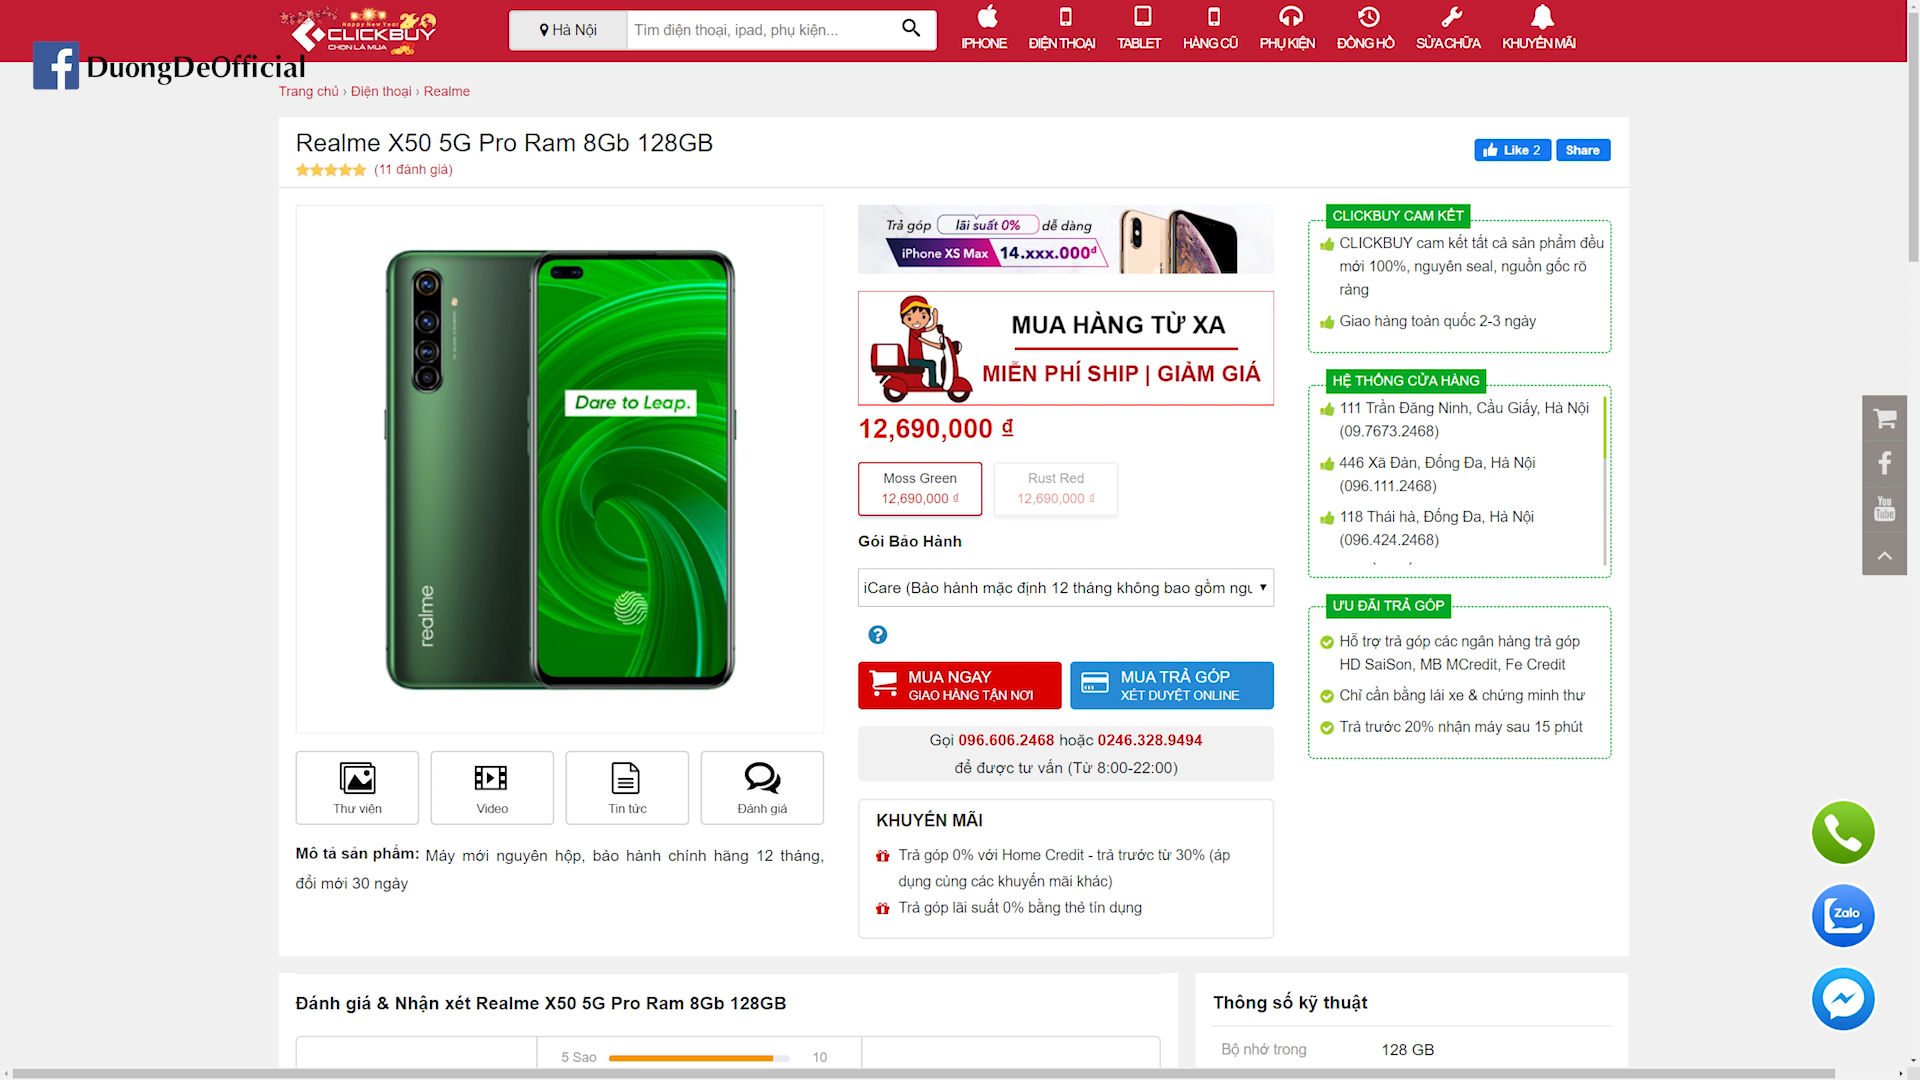 Happy New Year 2020
CLICKBUY
CHỌN LÀ MUA
Hà Nội
Tìm điện thoại, ipad, phụ kiện...
IPHONE
ĐIỆN THOẠI
TABLET
HÀNG CŨ
PHỤ KIỆN
ĐỒNG HỒ
SỬA CHỮA
KHUYẾN MÃI
DuongDeOfficial
Trang chủ › Điện thoại › Realme
Realme X50 5G Pro Ram 8Gb 128GB
(11 đánh giá)
Like 2
Share
realme
Dare to Leap.
Thư viện
Video
Tin tức
Đánh giá
Mô tả sản phẩm: Máy mới nguyên hộp, bảo hành chính hãng 12 tháng,
đổi mới 30 ngày
Trả góp lãi suất 0% dễ dàng
iPhone XS Max 14.xxx.000đ
MUA HÀNG TỪ XA
MIỄN PHÍ SHIP | GIẢM GIÁ
12,690,000 ₫
Moss Green
12,690,000 ₫
Rust Red
12,690,000 ₫
Gói Bảo Hành
iCare (Bảo hành mặc định 12 tháng không bao gồm ngu
?
MUA NGAY
GIAO HÀNG TẬN NƠI
MUA TRẢ GÓP
XÉT DUYỆT ONLINE
Gọi 096.606.2468 hoặc 0246.328.9494
để được tư vấn (Từ 8:00-22:00)
KHUYẾN MÃI
Trả góp 0% với Home Credit - trả trước từ 30% (áp
dụng cùng các khuyến mãi khác)
Trả góp lãi suất 0% bằng thẻ tín dụng
CLICKBUY CAM KẾT
CLICKBUY cam kết tất cả sản phẩm đều
mới 100%, nguyên seal, nguồn gốc rõ
ràng
Giao hàng toàn quốc 2-3 ngày
HỆ THỐNG CỬA HÀNG
111 Trần Đăng Ninh, Cầu Giấy, Hà Nội
(09.7673.2468)
446 Xã Đàn, Đống Đa, Hà Nội
(096.111.2468)
118 Thái hà, Đống Đa, Hà Nội
(096.424.2468)
ƯU ĐÃI TRẢ GÓP
Hỗ trợ trả góp các ngân hàng trả góp
HD SaiSon, MB MCredit, Fe Credit
Chỉ cần bằng lái xe & chứng minh thư
Trả trước 20% nhận máy sau 15 phút
You
Tube
Zalo
Đánh giá & Nhận xét Realme X50 5G Pro Ram 8Gb 128GB
5 Sao 10
Thông số kỹ thuật
Bộ nhớ trong 128 GB